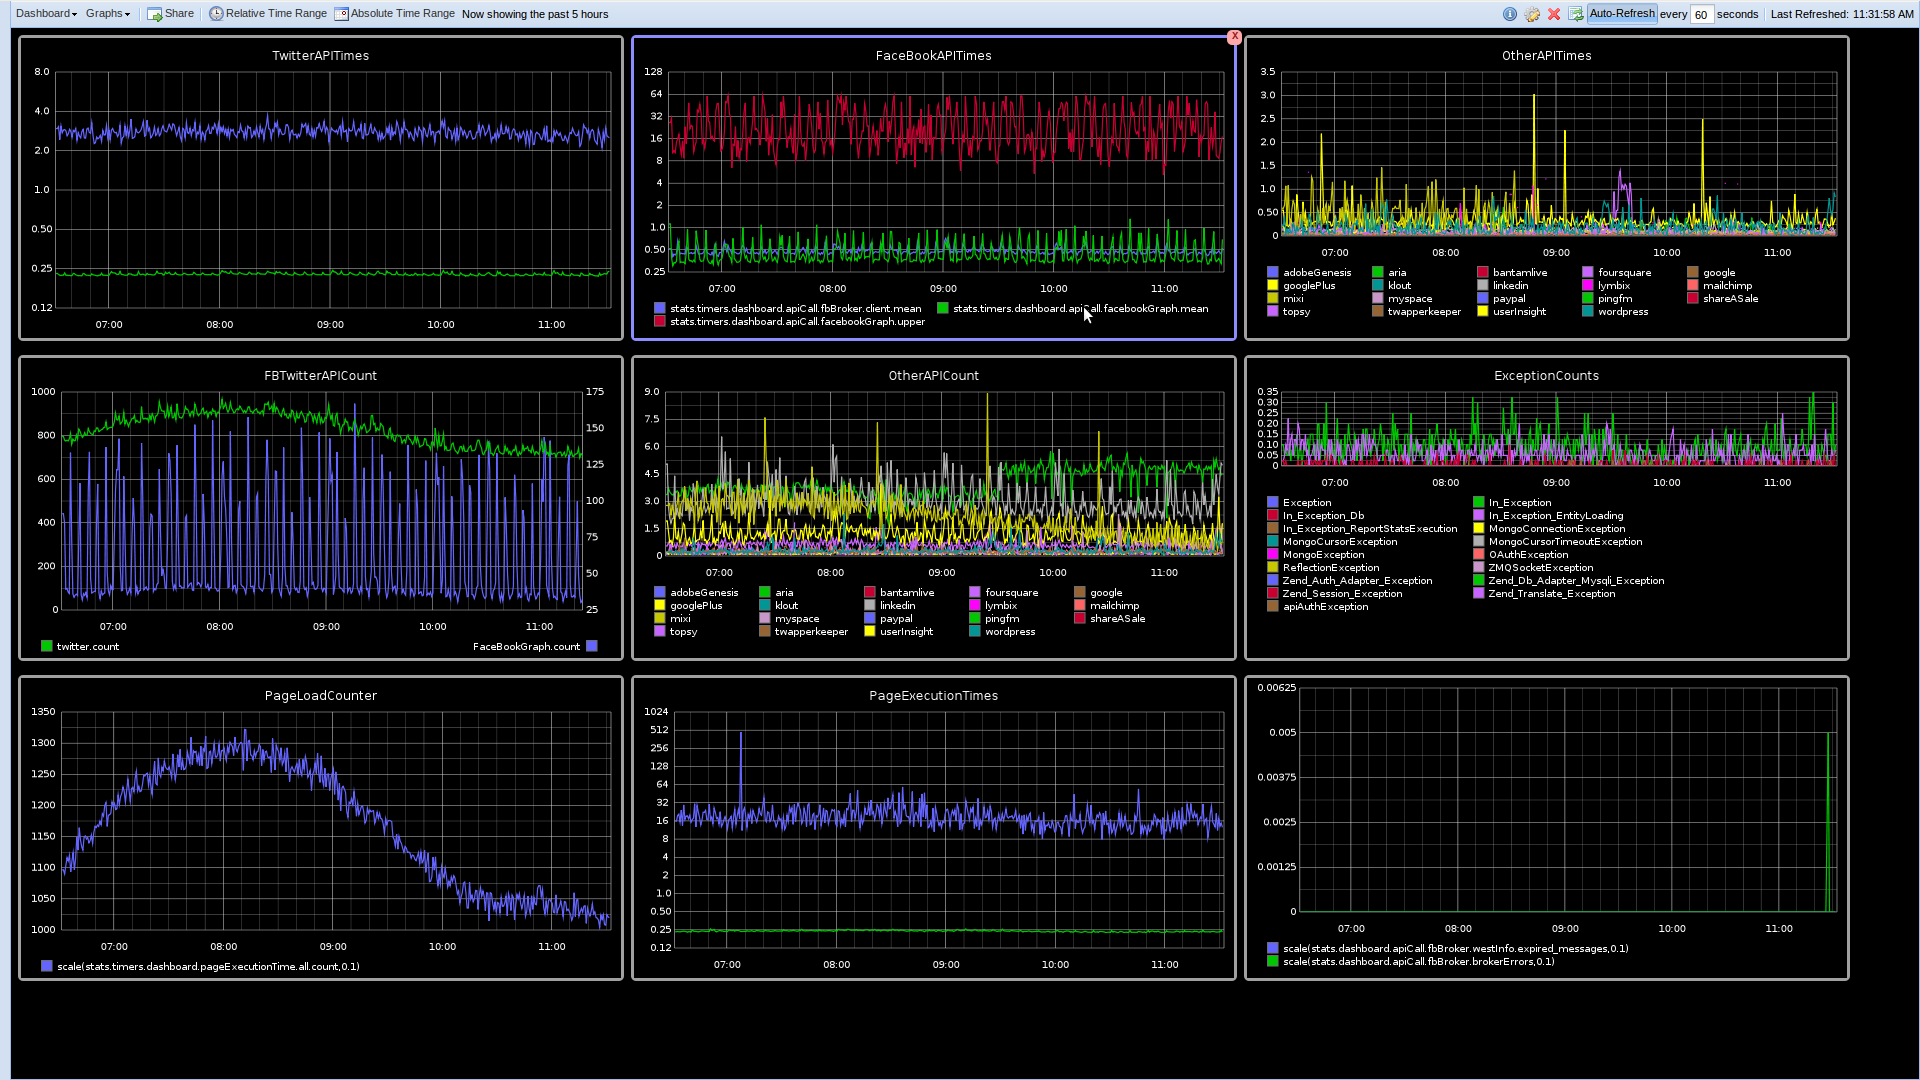 Dashboard Graphs Share Relative Time Range Absolute Time Range Now showing the past 5 hours Auto-Refresh every 60 seconds Last Refreshed: 11:31:58 AM
TwitterAPITimes
8.0
4.0
2.0
1.0
0.50
0.25
0.12
07:00 08:00 09:00 10:00 11:00
FaceBookAPITimes
X
128
64
32
16
8
4
2
1.0
0.50
0.25
07:00 08:00 09:00 10:00 11:00
stats.timers.dashboard.apiCall.fbBroker.client.mean stats.timers.dashboard.apiCall.facebookGraph.mean
stats.timers.dashboard.apiCall.facebookGraph.upper
OtherAPITimes
3.5
3.0
2.5
2.0
1.5
1.0
0.50
0
07:00 08:00 09:00 10:00 11:00
adobeGenesis aria bantamlive foursquare google
googlePlus klout linkedin lymbix mailchimp
mixi myspace paypal pingfm shareASale
topsy twapperkeeper userInsight wordpress
FBTwitterAPICount
1000 175
800 150
600 125
400 100
200 75
0 50
25
07:00 08:00 09:00 10:00 11:00
twitter.count FaceBookGraph.count
OtherAPICount
9.0
7.5
6.0
4.5
3.0
1.5
0
07:00 08:00 09:00 10:00 11:00
adobeGenesis aria bantamlive foursquare google
googlePlus klout linkedin lymbix mailchimp
mixi myspace paypal pingfm shareASale
topsy twapperkeeper userInsight wordpress
ExceptionCounts
0.35
0.30
0.25
0.20
0.15
0.10
0.05
0
07:00 08:00 09:00 10:00 11:00
Exception In_Exception
In_Exception_Db In_Exception_EntityLoading
In_Exception_ReportStatsExecution MongoConnectionException
MongoCursorException MongoCursorTimeoutException
MongoException OAuthException
ReflectionException ZMQSocketException
Zend_Auth_Adapter_Exception Zend_Db_Adapter_Mysqli_Exception
Zend_Session_Exception Zend_Translate_Exception
apiAuthException
PageLoadCounter
1350
1300
1250
1200
1150
1100
1050
1000
07:00 08:00 09:00 10:00 11:00
scale(stats.timers.dashboard.pageExecutionTime.all.count,0.1)
PageExecutionTimes
1024
512
256
128
64
32
16
8
4
2
1.0
0.50
0.25
0.12
07:00 08:00 09:00 10:00 11:00
0.00625
0.005
0.00375
0.0025
0.00125
0
07:00 08:00 09:00 10:00 11:00
scale(stats.dashboard.apiCall.fbBroker.westInfo.expired_messages,0.1)
scale(stats.dashboard.apiCall.fbBroker.brokerErrors,0.1)